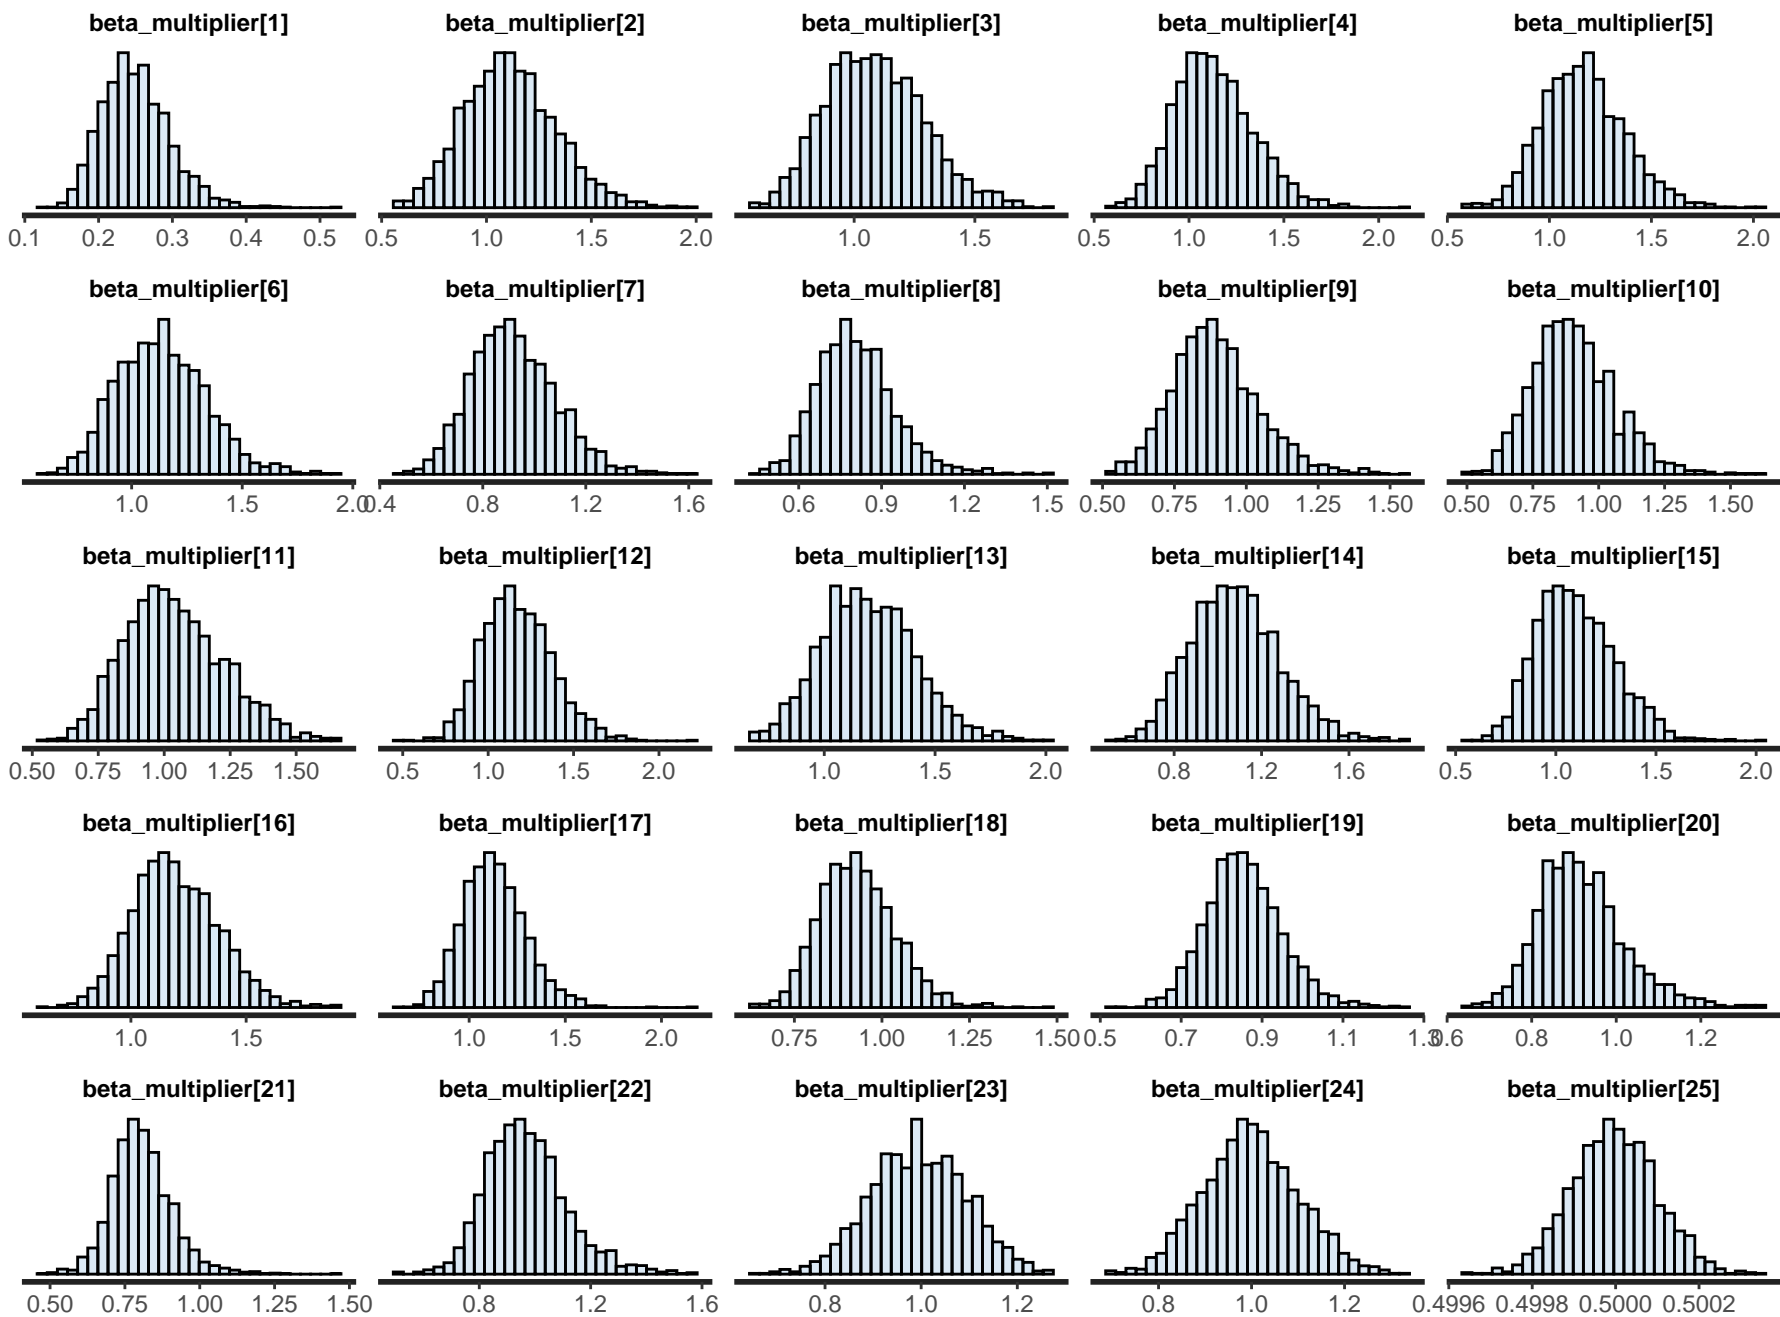 beta_multiplier[1] beta_multiplier[2] beta_multiplier[3] beta_multiplier[4] beta_multiplier[5]
0.1 0.2 0.3 0.4 0.5 0.5 1.0 1.5 2.0 1.0 1.5 0.5 1.0 1.5 2.0 0.5 1.0 1.5 2.0
beta_multiplier[6] beta_multiplier[7] beta_multiplier[8] beta_multiplier[9] beta_multiplier[10]
1.0 1.5 2.0 0.4 0.8 1.2 1.6 0.6 0.9 1.2 1.5 0.50 0.75 1.00 1.25 1.50 0.50 0.75 1.00 1.25 1.50
beta_multiplier[11] beta_multiplier[12] beta_multiplier[13] beta_multiplier[14] beta_multiplier[15]
0.50 0.75 1.00 1.25 1.50 0.5 1.0 1.5 2.0 1.0 1.5 2.0 0.8 1.2 1.6 0.5 1.0 1.5 2.0
beta_multiplier[16] beta_multiplier[17] beta_multiplier[18] beta_multiplier[19] beta_multiplier[20]
1.0 1.5 1.0 1.5 2.0 0.75 1.00 1.25 1.50 0.5 0.7 0.9 1.1 1.3 0.6 0.8 1.0 1.2
beta_multiplier[21] beta_multiplier[22] beta_multiplier[23] beta_multiplier[24] beta_multiplier[25]
0.50 0.75 1.00 1.25 1.50 0.8 1.2 1.6 0.8 1.0 1.2 0.8 1.0 1.2 0.4996 0.4998 0.5000 0.5002